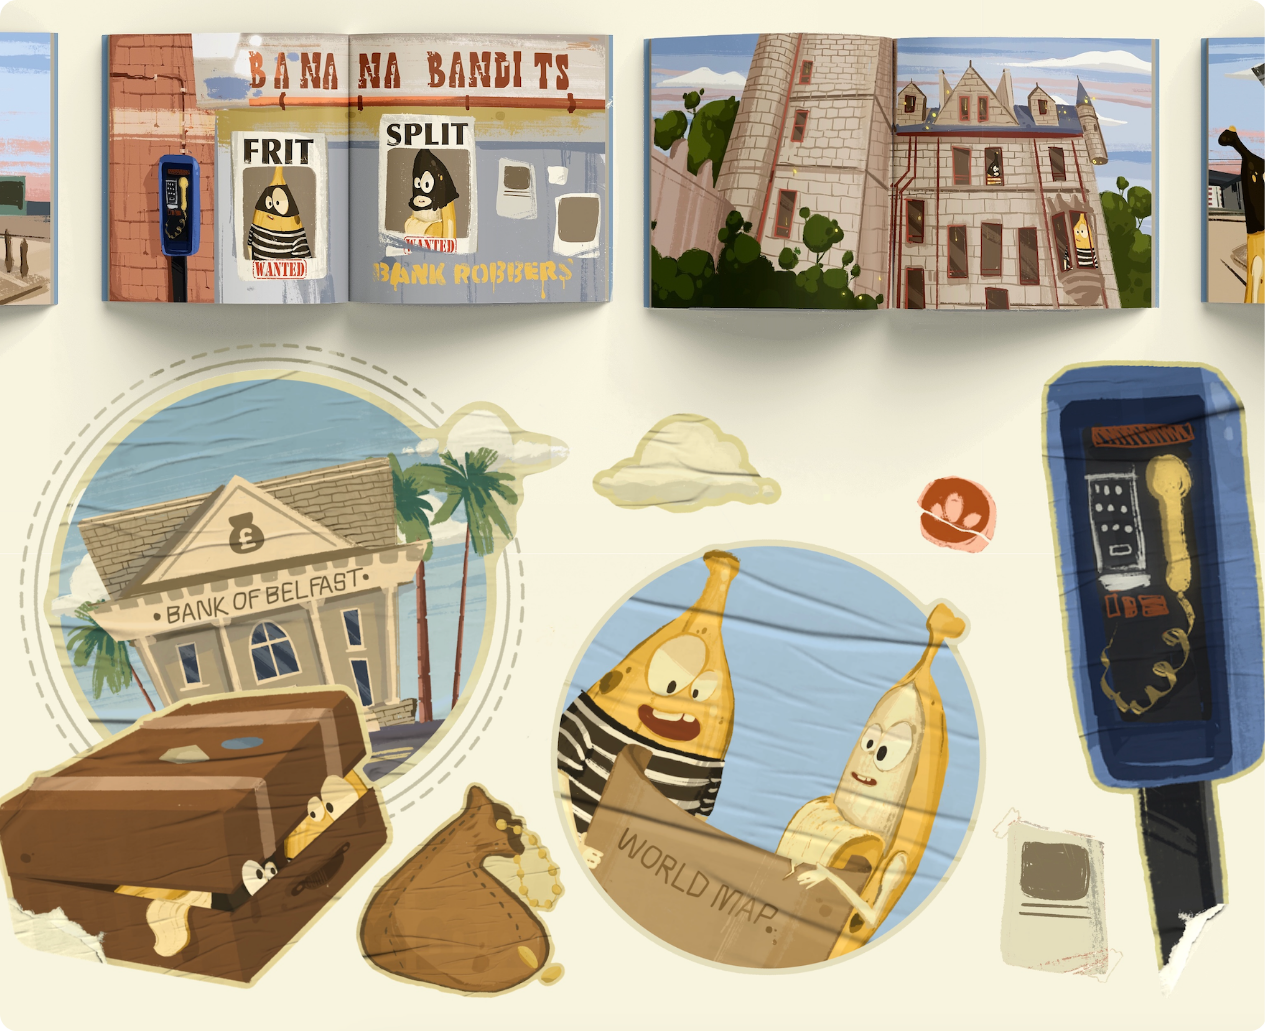 BANANA BANDITS
FRIT
WANTED
SPLIT
WANTED
BANK ROBBERS
£
BANK OF BELFAST
WORLD MAP